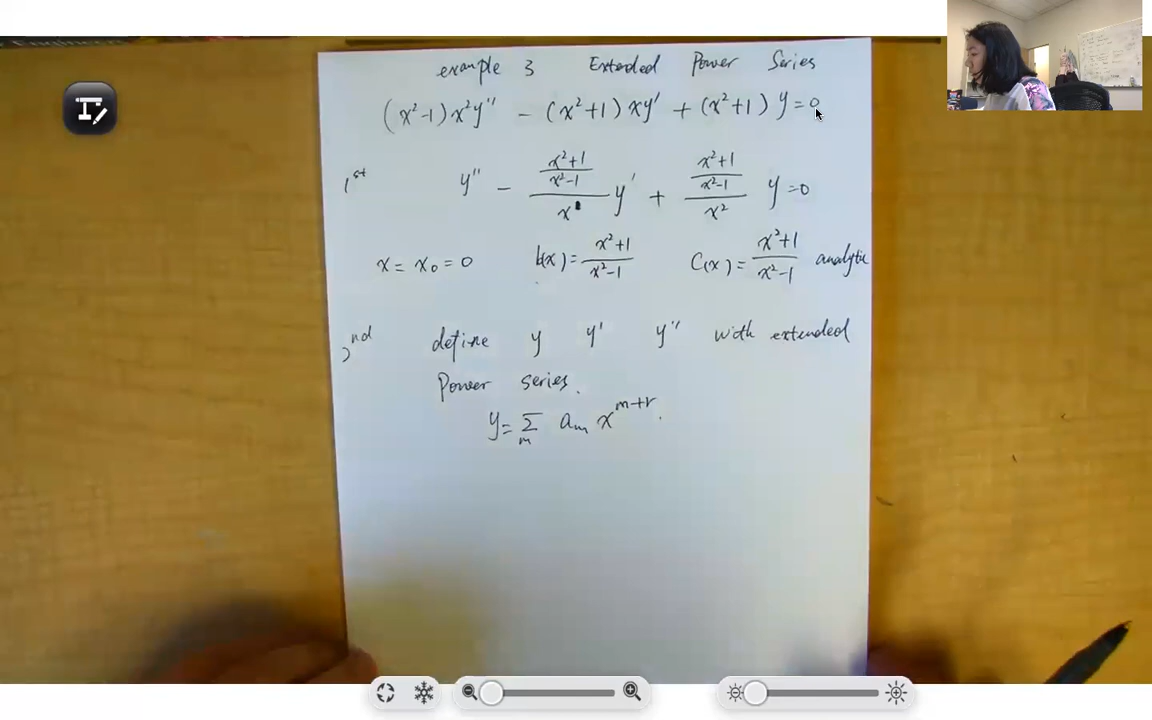 example 3 Extended Power Series
(x²-1)x²y'' - (x²+1)xy' + (x²+1)y=0
1st y'' - ((x²+1)/(x²-1))/x y' + ((x²+1)/(x²-1))/x² y=0
x = x₀ = 0 b(x) = (x²+1)/(x²-1) C(x) = (x²+1)/(x²-1) analytic
2nd define y y' y'' with extended
Power series.
y = Σₘ aₘ x^(m+r).